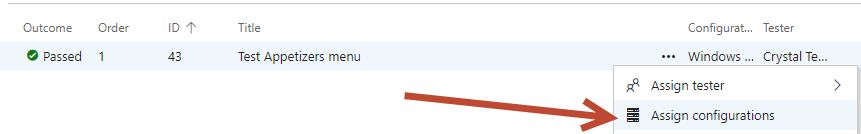 Outcome Order ID ↑ Title Configurat... Tester
Passed 1 43 Test Appetizers menu ••• Windows ... Crystal Te...
Assign tester
Assign configurations